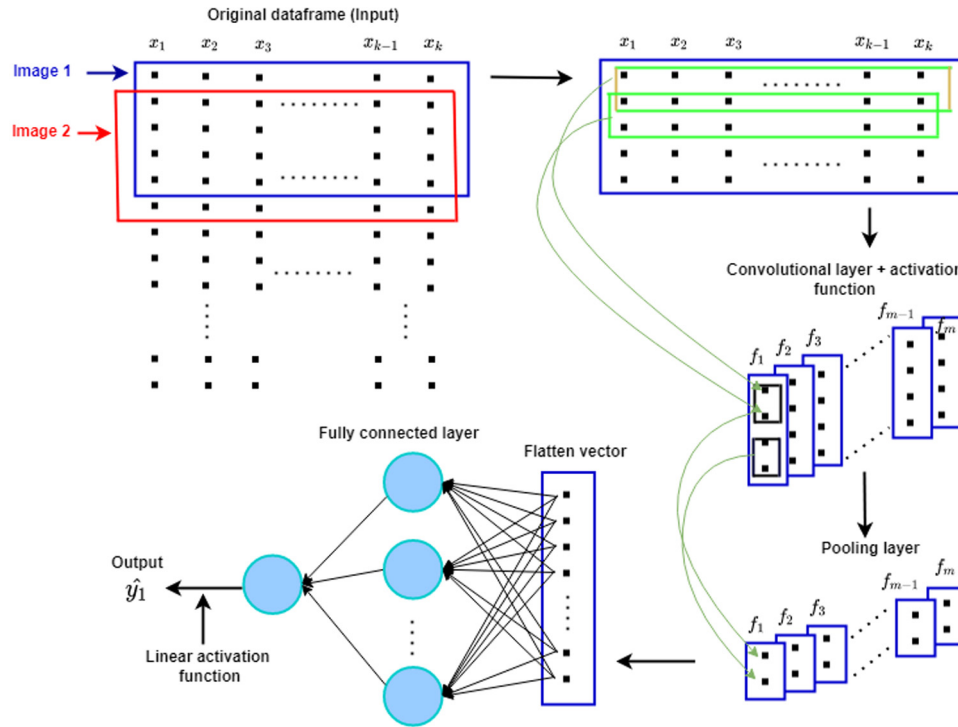 Original dataframe (Input)
x₁ x₂ x₃ xₖ₋₁ xₖ
Image 1
Image 2
x₁ x₂ x₃ xₖ₋₁ xₖ
Convolutional layer + activation
function
f₁ f₂ f₃ fₘ₋₁ fₘ
Pooling layer
f₁ f₂ f₃ fₘ₋₁ fₘ
Flatten vector
Fully connected layer
Output
ŷ₁
Linear activation
function